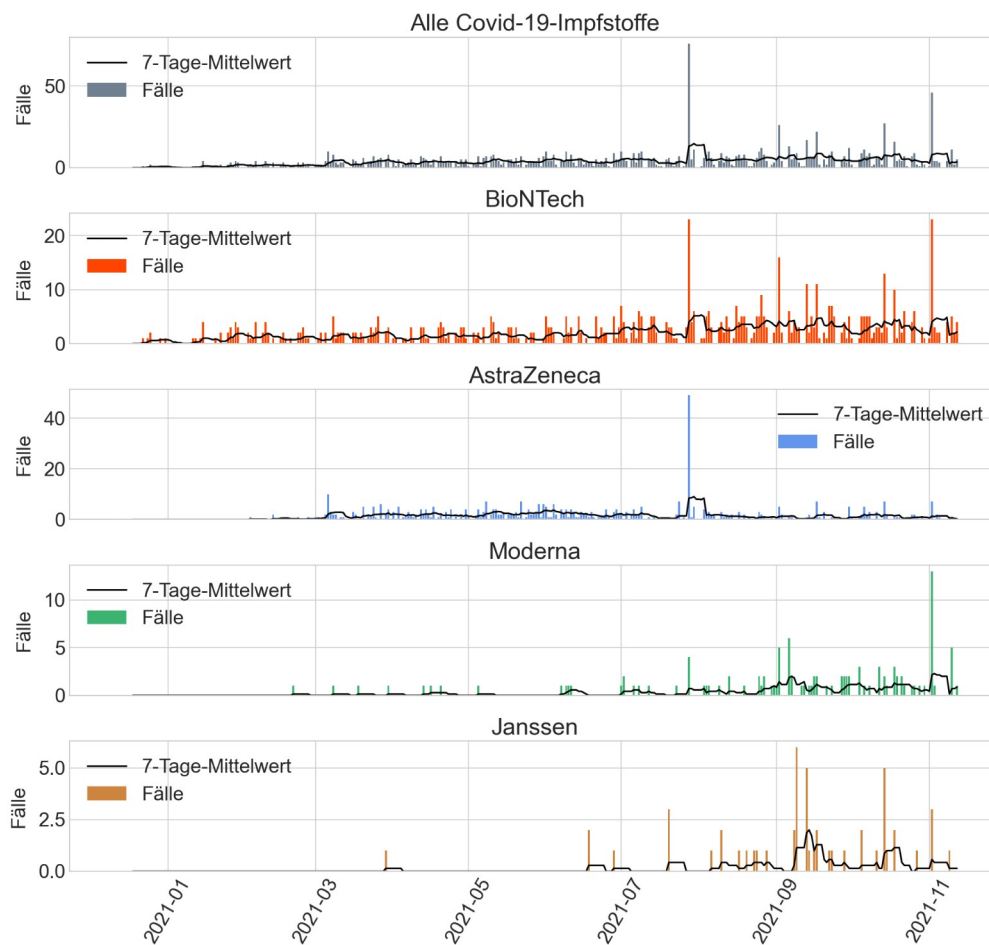 Alle Covid-19-Impfstoffe
Fälle
50
0
7-Tage-Mittelwert
Fälle
BioNTech
Fälle
20
10
0
7-Tage-Mittelwert
Fälle
AstraZeneca
Fälle
40
20
0
7-Tage-Mittelwert
Fälle
Moderna
Fälle
10
5
0
7-Tage-Mittelwert
Fälle
Janssen
Fälle
5.0
2.5
0.0
7-Tage-Mittelwert
Fälle
2021-01
2021-03
2021-05
2021-07
2021-09
2021-11